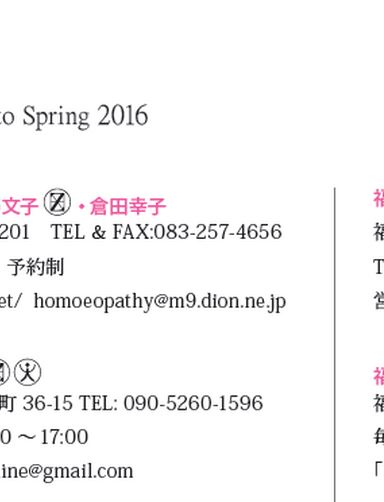 to Spring 2016
文子 Ⓩ ・倉田幸子
201 TEL & FAX:083-257-4656
予約制
et/ homoeopathy@m9.dion.ne.jp
町 36-15 TEL: 090-5260-1596
0 〜 17:00
ine@gmail.com
福
福
T
営
福
福
毎
「